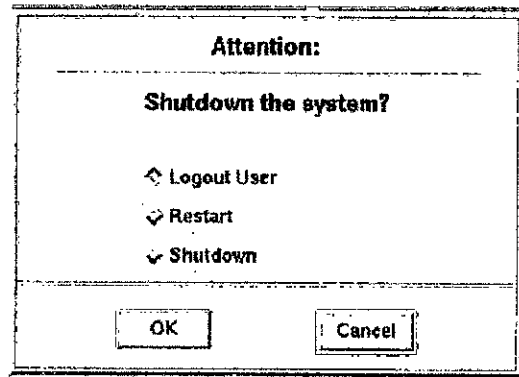 Attention:
Shutdown the system?
Logout User
Restart
Shutdown
OK
Cancel